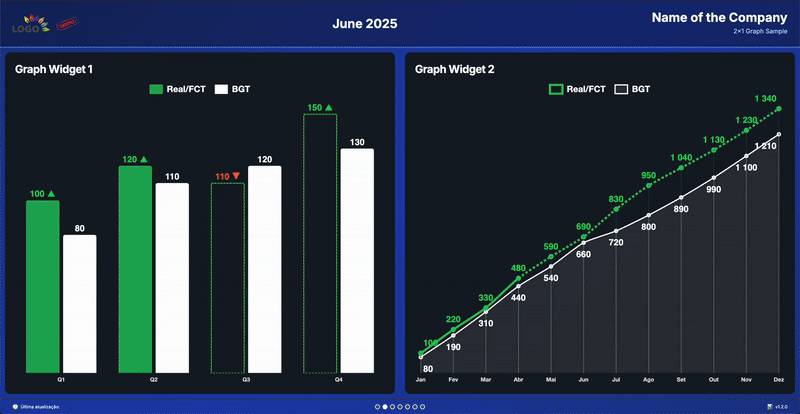 LOGO
June 2025
Name of the Company
2×1 Graph Sample
Graph Widget 1
Real/FCT BGT
100 ▲
80
120 ▲
110
110 ▼
120
150 ▲
130
Q1 Q2 Q3 Q4
Graph Widget 2
Real/FCT BGT
100
220
330
480
590
690
830
950
1 040
1 130
1 230
1 340
80
190
310
440
540
660
720
800
890
990
1 100
1 210
Jan Fev Mar Abr Mai Jun Jul Ago Set Out Nov Dez
Última atualização:
v1.2.0